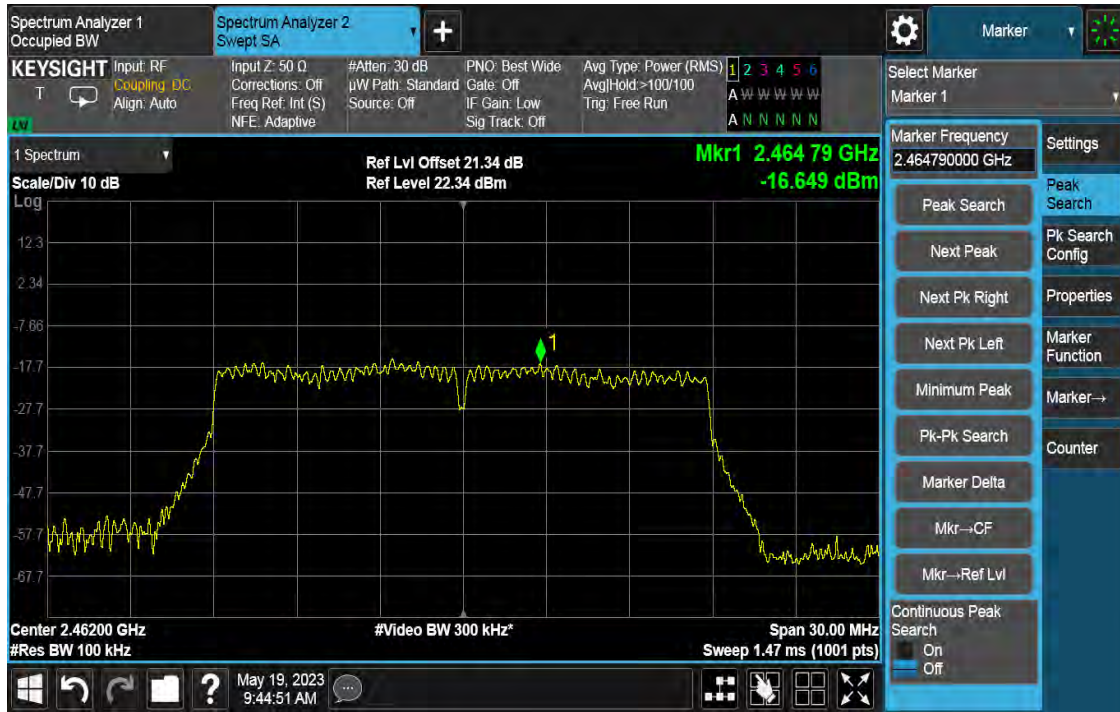 Spectrum Analyzer 1
Occupied BW
Spectrum Analyzer 2
Swept SA
Marker
KEYSIGHT
T
Input: RF
Coupling: DC
Align: Auto
Input Z: 50 Ω
Corrections: Off
Freq Ref: Int (S)
NFE: Adaptive
#Atten: 30 dB
µW Path: Standard
Source: Off
PNO: Best Wide
Gate: Off
IF Gain: Low
Sig Track: Off
Avg Type: Power (RMS)
Avg|Hold:>100/100
Trig: Free Run
1 2 3 4 5 6
A W W W W W
A N N N N N
Select Marker
Marker 1
1 Spectrum
Scale/Div 10 dB
Log
Ref Lvl Offset 21.34 dB
Ref Level 22.34 dBm
Mkr1 2.464 79 GHz
-16.649 dBm
12.3
2.34
-7.66
-17.7
-27.7
-37.7
-47.7
-57.7
-67.7
1
Center 2.46200 GHz
#Res BW 100 kHz
#Video BW 300 kHz*
Span 30.00 MHz
Sweep 1.47 ms (1001 pts)
Marker Frequency
2.464790000 GHz
Peak Search
Next Peak
Next Pk Right
Next Pk Left
Minimum Peak
Pk-Pk Search
Marker Delta
Mkr→CF
Mkr→Ref Lvl
Continuous Peak
Search
On
Off
Settings
Peak
Search
Pk Search
Config
Properties
Marker
Function
Marker→
Counter
?
May 19, 2023
9:44:51 AM